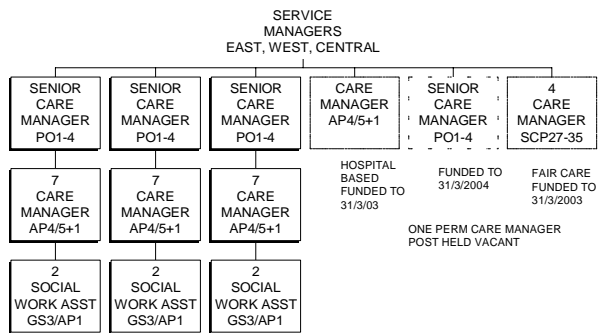 SERVICE
MANAGERS
EAST, WEST, CENTRAL
SENIOR
CARE
MANAGER
PO1-4
SENIOR
CARE
MANAGER
PO1-4
SENIOR
CARE
MANAGER
PO1-4
CARE
MANAGER
AP4/5+1
SENIOR
CARE
MANAGER
PO1-4
4
CARE
MANAGER
SCP27-35
HOSPITAL
BASED
FUNDED TO
31/3/03
FUNDED TO
31/3/2004
FAIR CARE
FUNDED TO
31/3/2003
7
CARE
MANAGER
AP4/5+1
7
CARE
MANAGER
AP4/5+1
7
CARE
MANAGER
AP4/5+1
ONE PERM CARE MANAGER
POST HELD VACANT
2
SOCIAL
WORK ASST
GS3/AP1
2
SOCIAL
WORK ASST
GS3/AP1
2
SOCIAL
WORK ASST
GS3/AP1